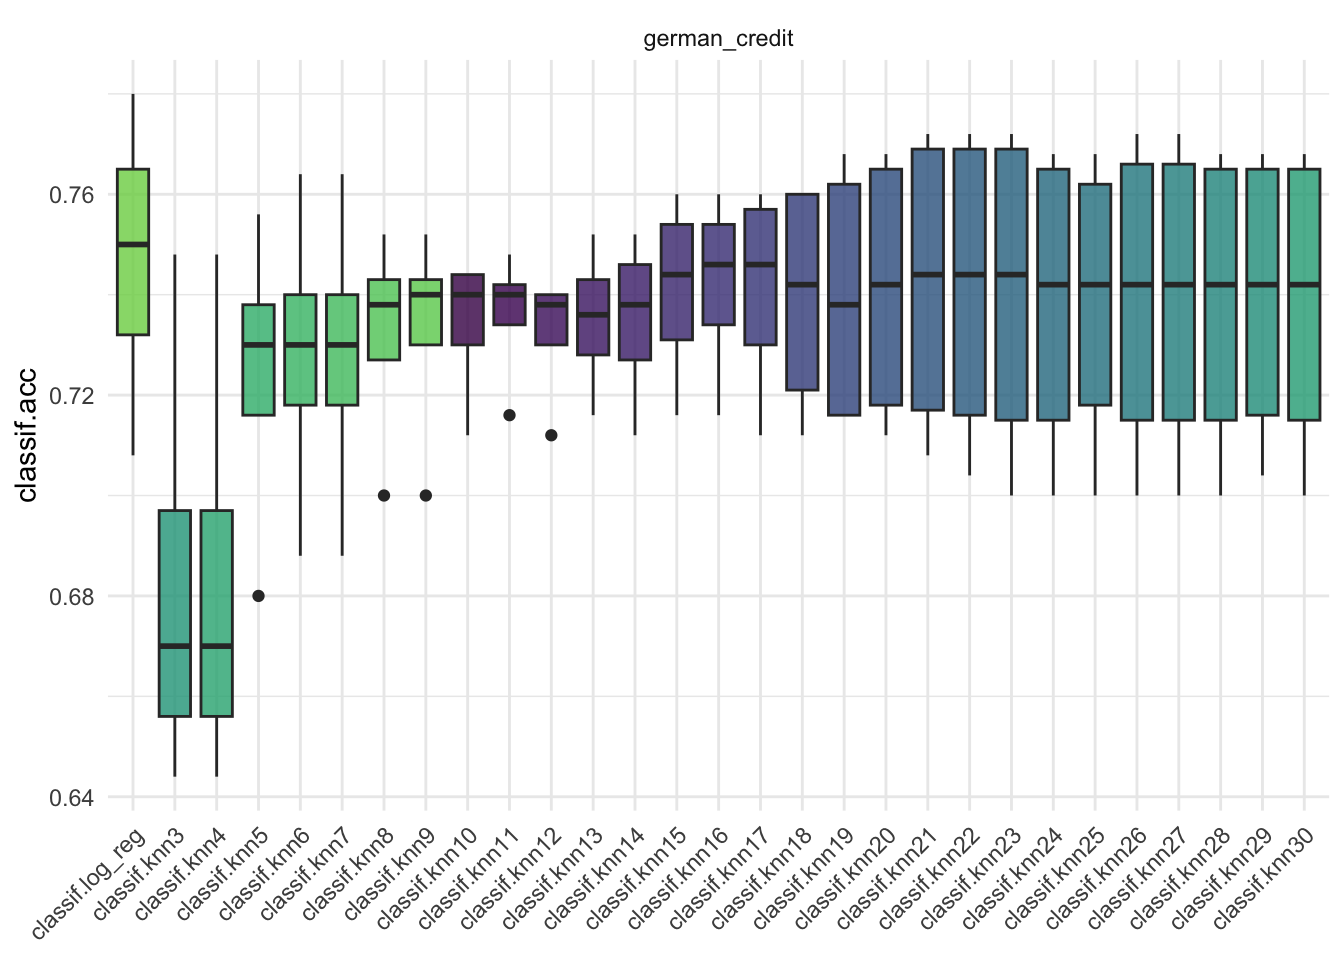 german_credit
classif.acc
0.76
0.72
0.68
0.64
classif.log_reg
classif.knn3
classif.knn4
classif.knn5
classif.knn6
classif.knn7
classif.knn8
classif.knn9
classif.knn10
classif.knn11
classif.knn12
classif.knn13
classif.knn14
classif.knn15
classif.knn16
classif.knn17
classif.knn18
classif.knn19
classif.knn20
classif.knn21
classif.knn22
classif.knn23
classif.knn24
classif.knn25
classif.knn26
classif.knn27
classif.knn28
classif.knn29
classif.knn30